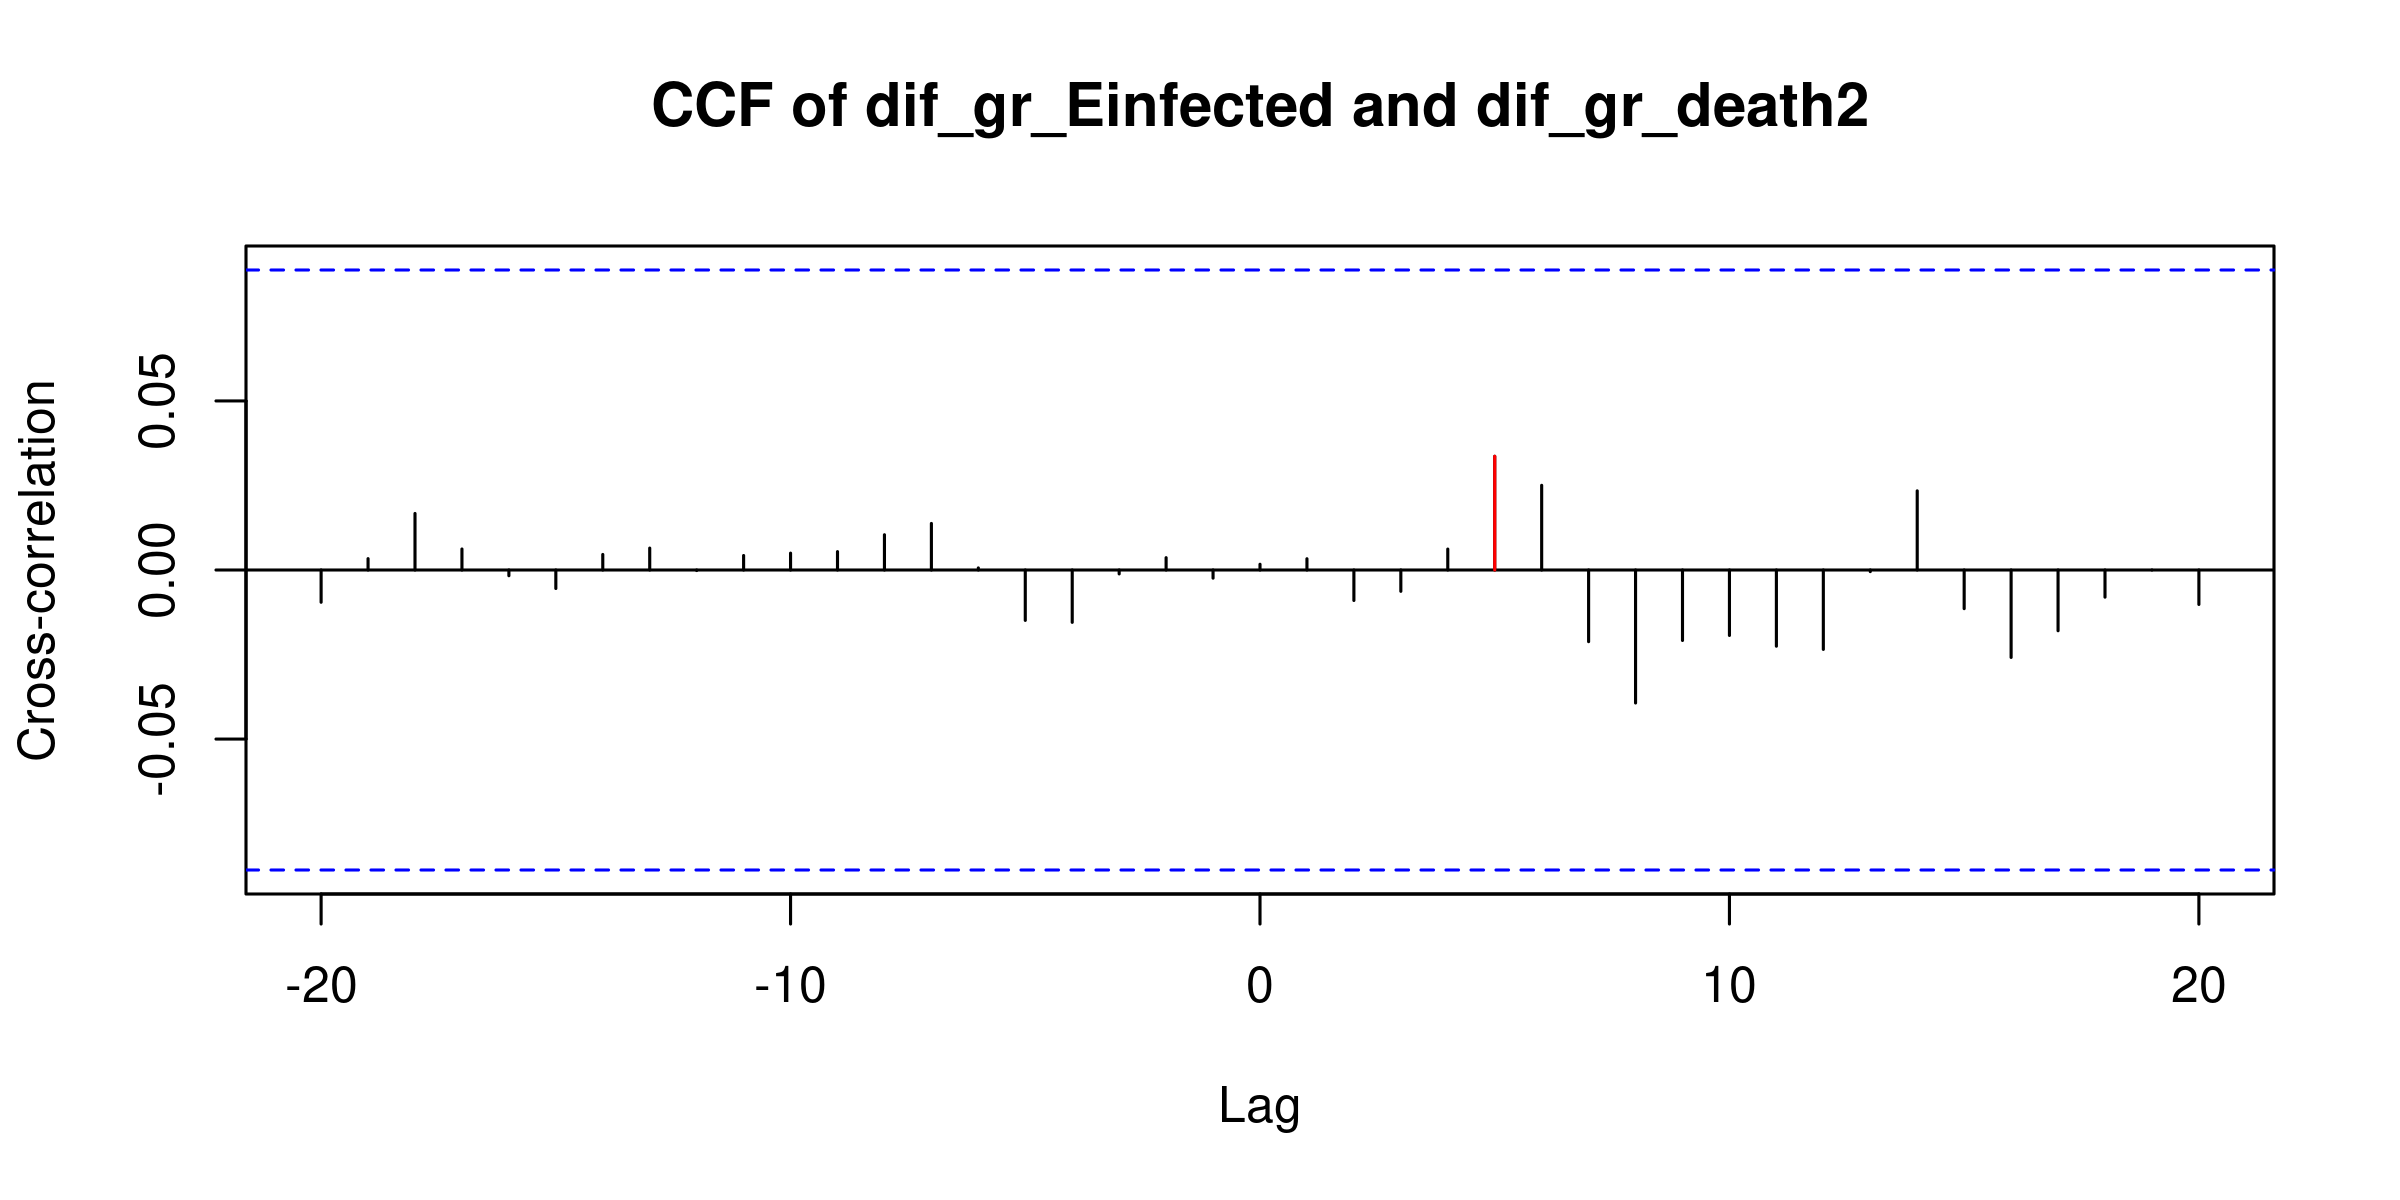 CCF of dif_gr_Einfected and dif_gr_death2
Cross-correlation
0.05
0.00
-0.05
-20
-10
0
10
20
Lag